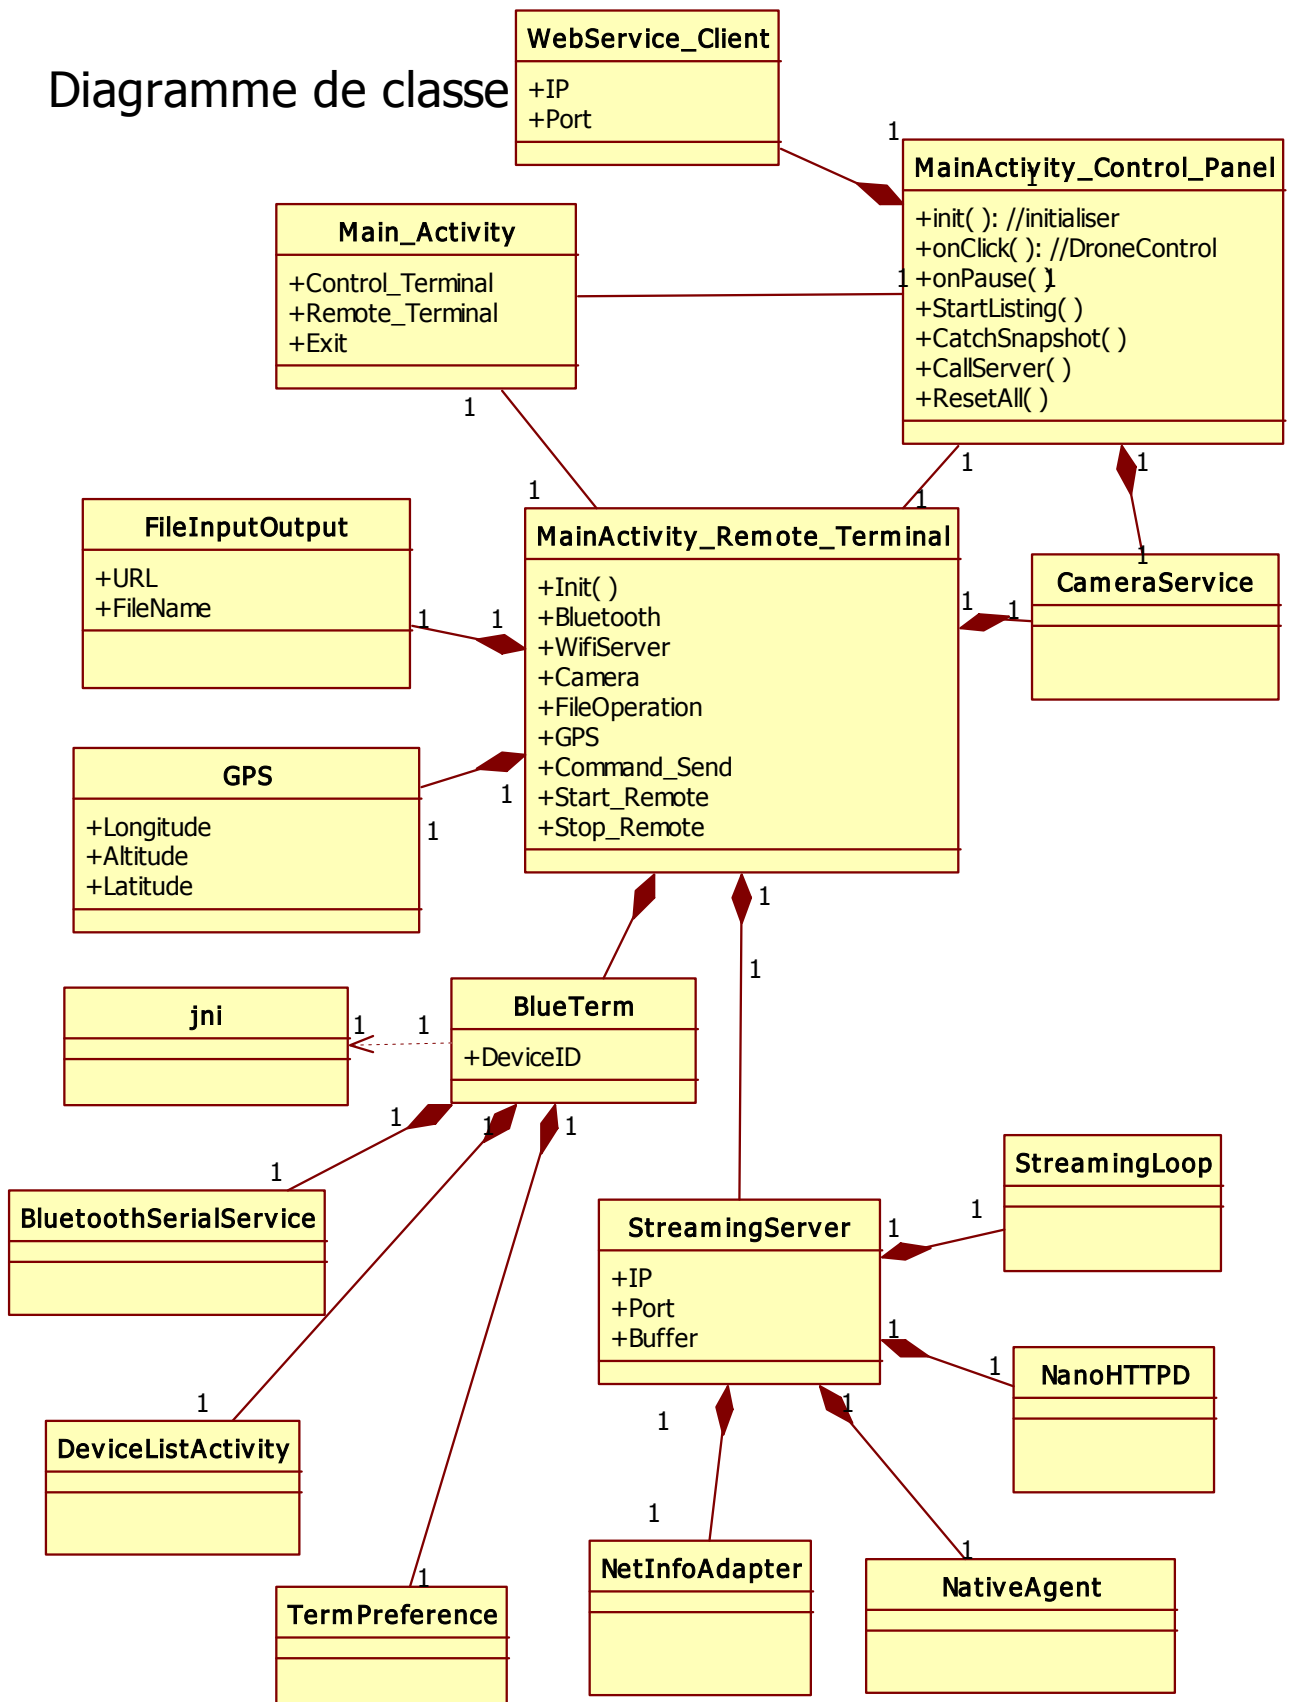 Diagramme de classe
WebService_Client
+IP
+Port
1
MainActivity_Control_Panel
1
+init( ): //initialiser
+onClick( ): //DroneControl
+onPause( )
+StartListing( )
+CatchSnapshot( )
+CallServer( )
+ResetAll( )
1
1
Main_Activity
+Control_Terminal
+Remote_Terminal
+Exit
1
1
1
1
1
1
FileInputOutput
+URL
+FileName
1
1
MainActivity_Remote_Terminal
+Init( )
+Bluetooth
+WifiServer
+Camera
+FileOperation
+GPS
+Command_Send
+Start_Remote
+Stop_Remote
1
1
CameraService
GPS
+Longitude
+Altitude
+Latitude
1
1
1
1
jni
1
1
BlueTerm
+DeviceID
1
1
1
1
BluetoothSerialService
StreamingServer
+IP
+Port
+Buffer
1
1
StreamingLoop
1
1
NanoHTTPD
1
DeviceListActivity
1
1
1
1
1
TermPreference
NetInfoAdapter
NativeAgent